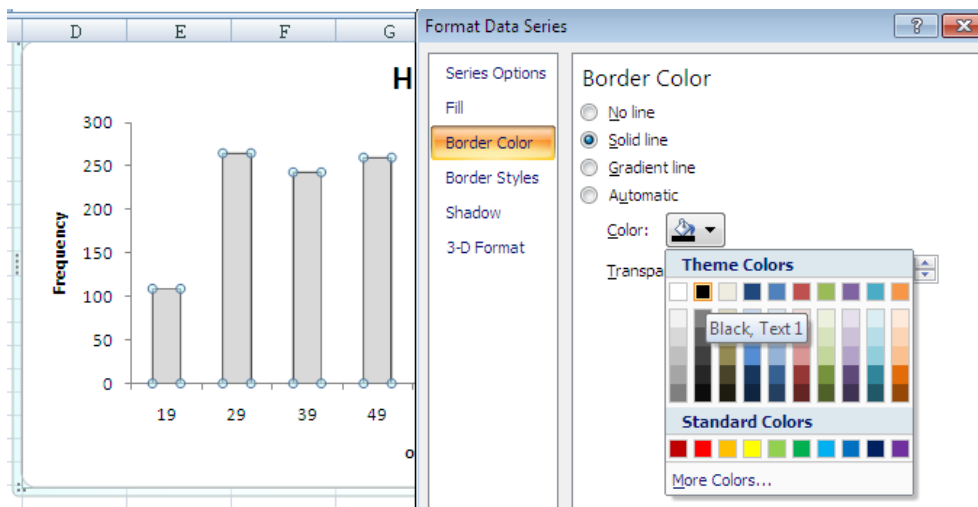 D E F G
H
300
250
200
150
100
50
0
Frequency
19 29 39 49
Format Data Series
Series Options
Fill
Border Color
Border Styles
Shadow
3-D Format
Border Color
No line
Solid line
Gradient line
Automatic
Color:
Transpa
Theme Colors
Black, Text 1
Standard Colors
More Colors...